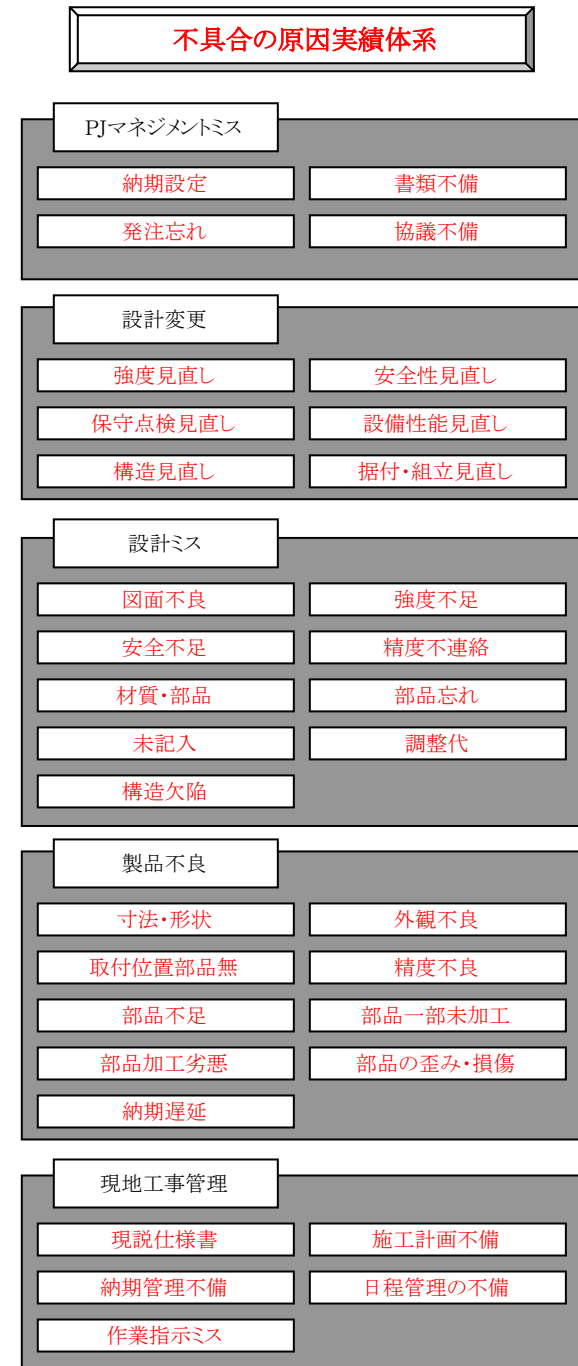 不具合の原因実績体系
PJマネジメントミス
納期設定
書類不備
発注忘れ
協議不備
設計変更
強度見直し
安全性見直し
保守点検見直し
設備性能見直し
構造見直し
据付・組立見直し
設計ミス
図面不良
強度不足
安全不足
精度不連絡
材質・部品
部品忘れ
未記入
調整代
構造欠陥
製品不良
寸法・形状
外観不良
取付位置部品無
精度不良
部品不足
部品一部未加工
部品加工劣悪
部品の歪み・損傷
納期遅延
現地工事管理
現説仕様書
施工計画不備
納期管理不備
日程管理の不備
作業指示ミス